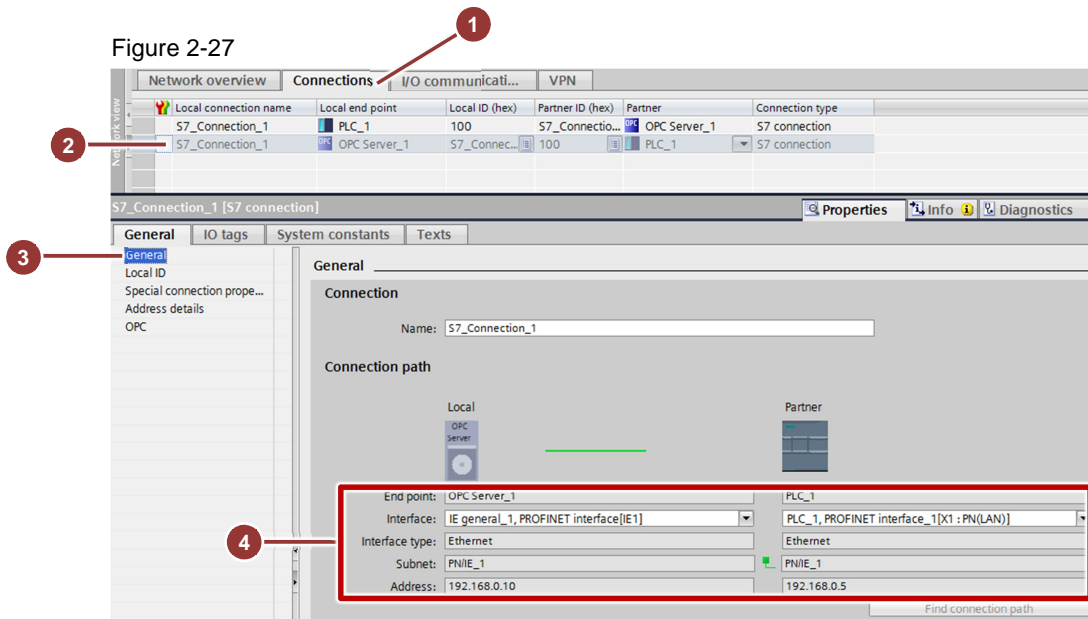 1
Figure 2-27
Network overview Connections I/O communicati... VPN
Local connection name Local end point Local ID (hex) Partner ID (hex) Partner Connection type
S7_Connection_1 PLC_1 100 S7_Connectio... OPC OPC Server_1 S7 connection
2
S7_Connection_1 OPC OPC Server_1 S7_Connec... 100 PLC_1 S7 connection
S7_Connection_1 [S7 connection] Properties Info Diagnostics
General IO tags System constants Texts
3
General
Local ID
Special connection prope...
Address details
OPC
General
Connection
Name: S7_Connection_1
Connection path
Local Partner
OPC
Server
End point: OPC Server_1 PLC_1
Interface: IE general_1, PROFINET interface[IE1] PLC_1, PROFINET interface_1[X1 : PN(LAN)]
4
Interface type: Ethernet Ethernet
Subnet: PN/IE_1 PN/IE_1
Address: 192.168.0.10 192.168.0.5
Find connection path